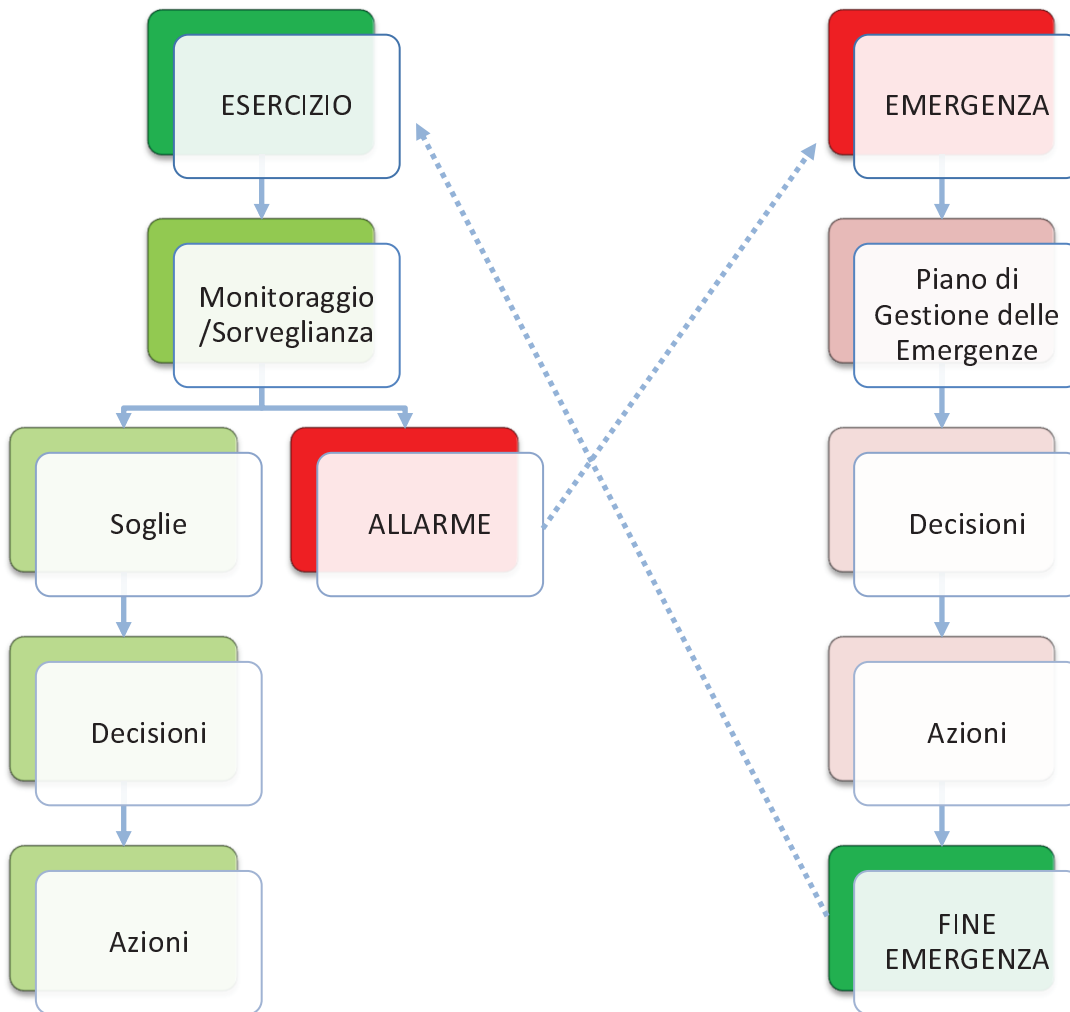 ESERCIZIO
Monitoraggio
/Sorveglianza
Soglie
ALLARME
Decisioni
Azioni
EMERGENZA
Piano di
Gestione delle
Emergenze
Decisioni
Azioni
FINE
EMERGENZA